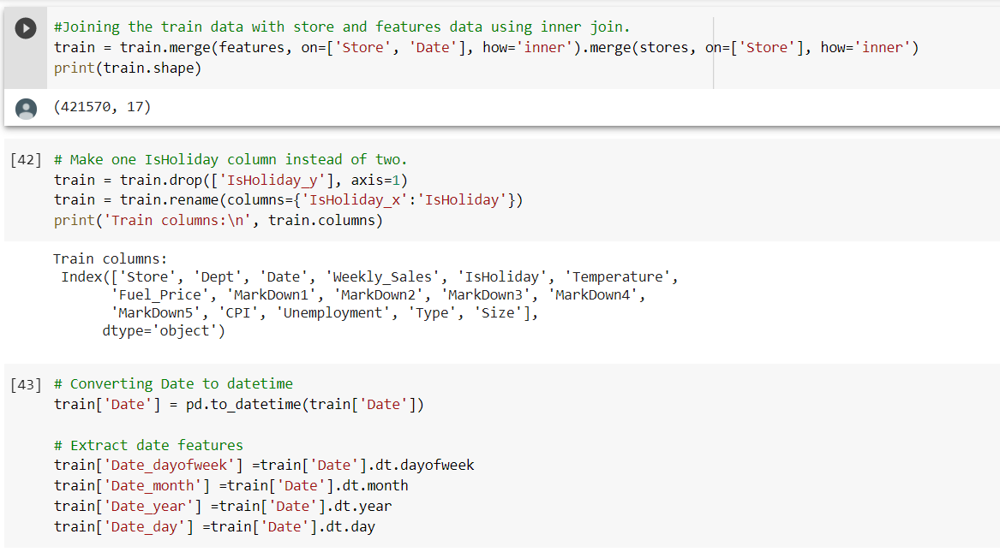 #Joining the train data with store and features data using inner join.
train = train.merge(features, on=['Store', 'Date'], how='inner').merge(stores, on=['Store'], how='inner')
print(train.shape)
(421570, 17)
[42] # Make one IsHoliday column instead of two.
train = train.drop(['IsHoliday_y'], axis=1)
train = train.rename(columns={'IsHoliday_x':'IsHoliday'})
print('Train columns:\n', train.columns)
Train columns:
 Index(['Store', 'Dept', 'Date', 'Weekly_Sales', 'IsHoliday', 'Temperature',
       'Fuel_Price', 'MarkDown1', 'MarkDown2', 'MarkDown3', 'MarkDown4',
       'MarkDown5', 'CPI', 'Unemployment', 'Type', 'Size'],
      dtype='object')
[43] # Converting Date to datetime
train['Date'] = pd.to_datetime(train['Date'])
# Extract date features
train['Date_dayofweek'] =train['Date'].dt.dayofweek
train['Date_month'] =train['Date'].dt.month
train['Date_year'] =train['Date'].dt.year
train['Date_day'] =train['Date'].dt.day